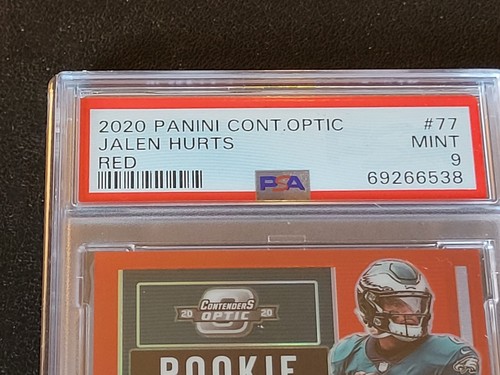 2020 PANINI CONT.OPTIC #77
JALEN HURTS MINT
RED 9
PSA 69266538
CONTENDERS
20 OPTIC 20
ROOKIE